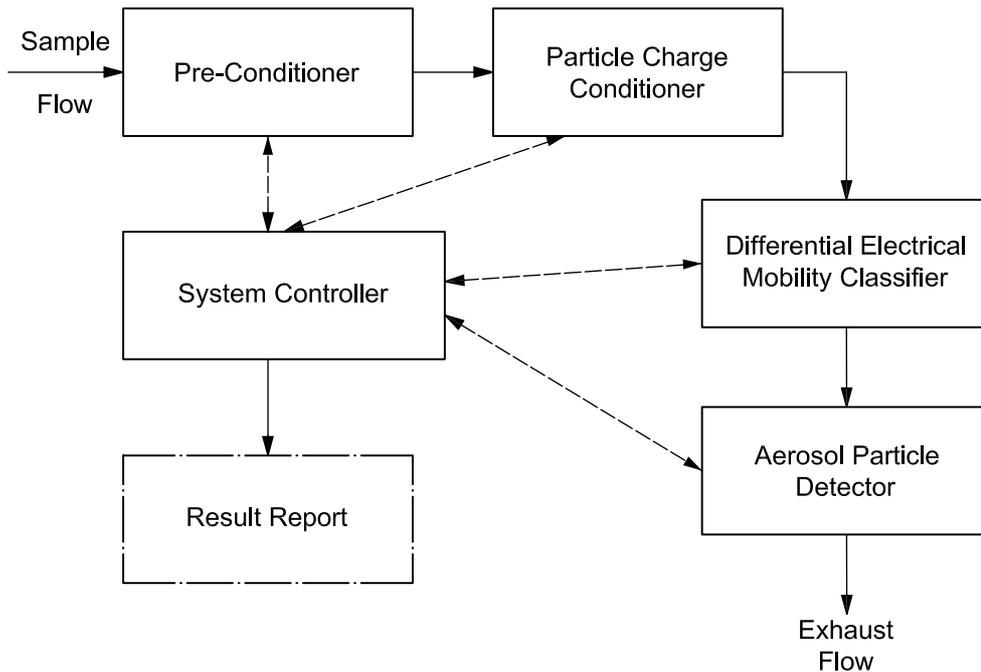 Sample
Flow
Pre-Conditioner
Particle Charge
Conditioner
System Controller
Differential Electrical
Mobility Classifier
Aerosol Particle
Detector
Result Report
Exhaust
Flow